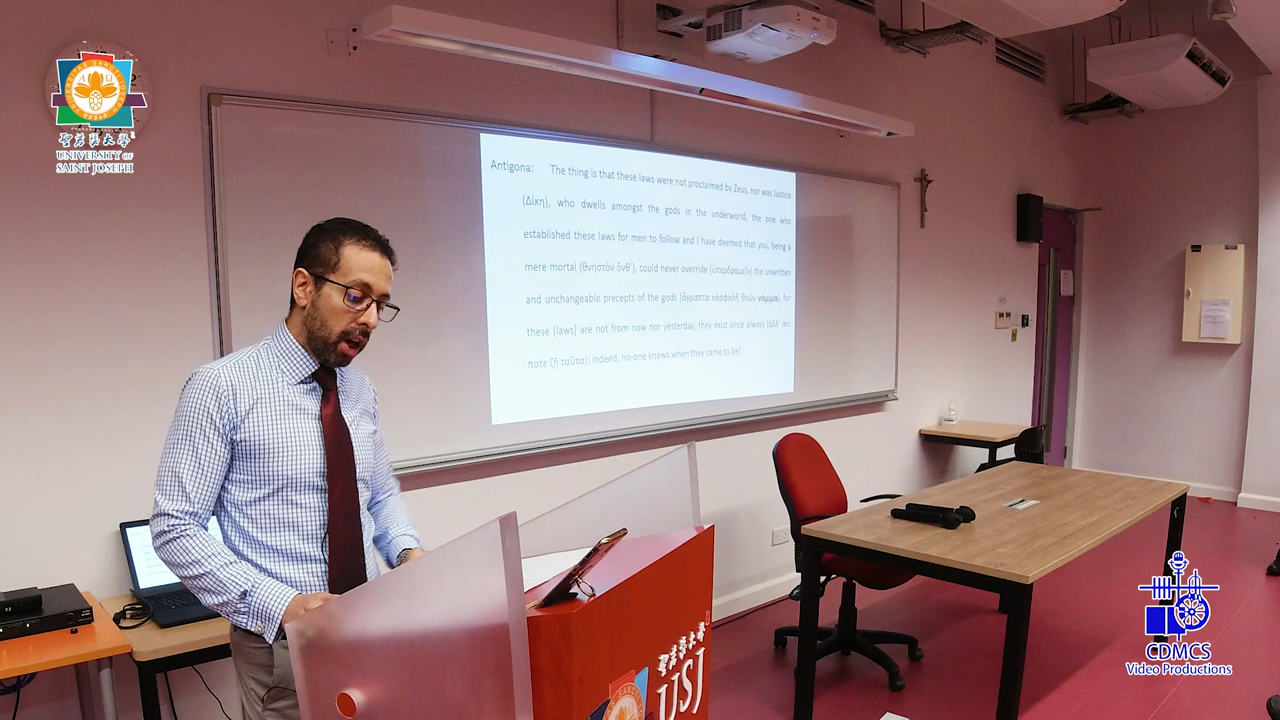 聖若瑟大學
UNIVERSITY OF
SAINT JOSEPH
Antigona: The thing is that these laws were not proclaimed by Zeus, nor was Justice
(Δίκη), who dwells amongst the gods in the underworld, the one who
established these laws for men to follow and I have deemed that you, being a
mere mortal (θνητὸν ὄνθ'), could never override (ὑπερδραμεῖν) the unwritten
and unchangeable precepts of the gods (ἄγραπτα κἀσφαλῆ θεῶν νόμιμα), for
these [laws] are not from now nor yesterday, they exist since always (ἀλλ' ἀεί
ποτε ζῇ ταῦτα); indeed, no-one knows when they came to be!
聖若瑟大學
USJ
CDMCS
Video Productions